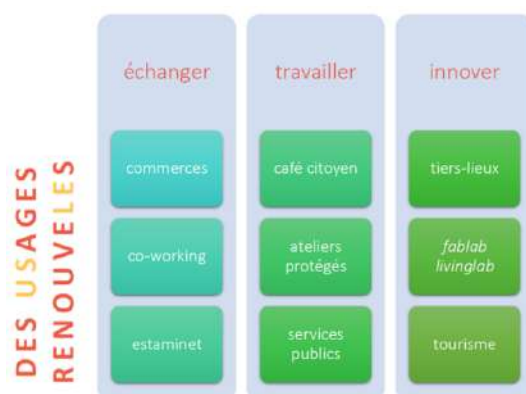 DES USAGES
RENOUVELES
échanger
commerces
co-working
estaminet
travailler
café citoyen
ateliers
protégés
services
publics
innover
tiers-lieux
fablab
livinglab
tourisme